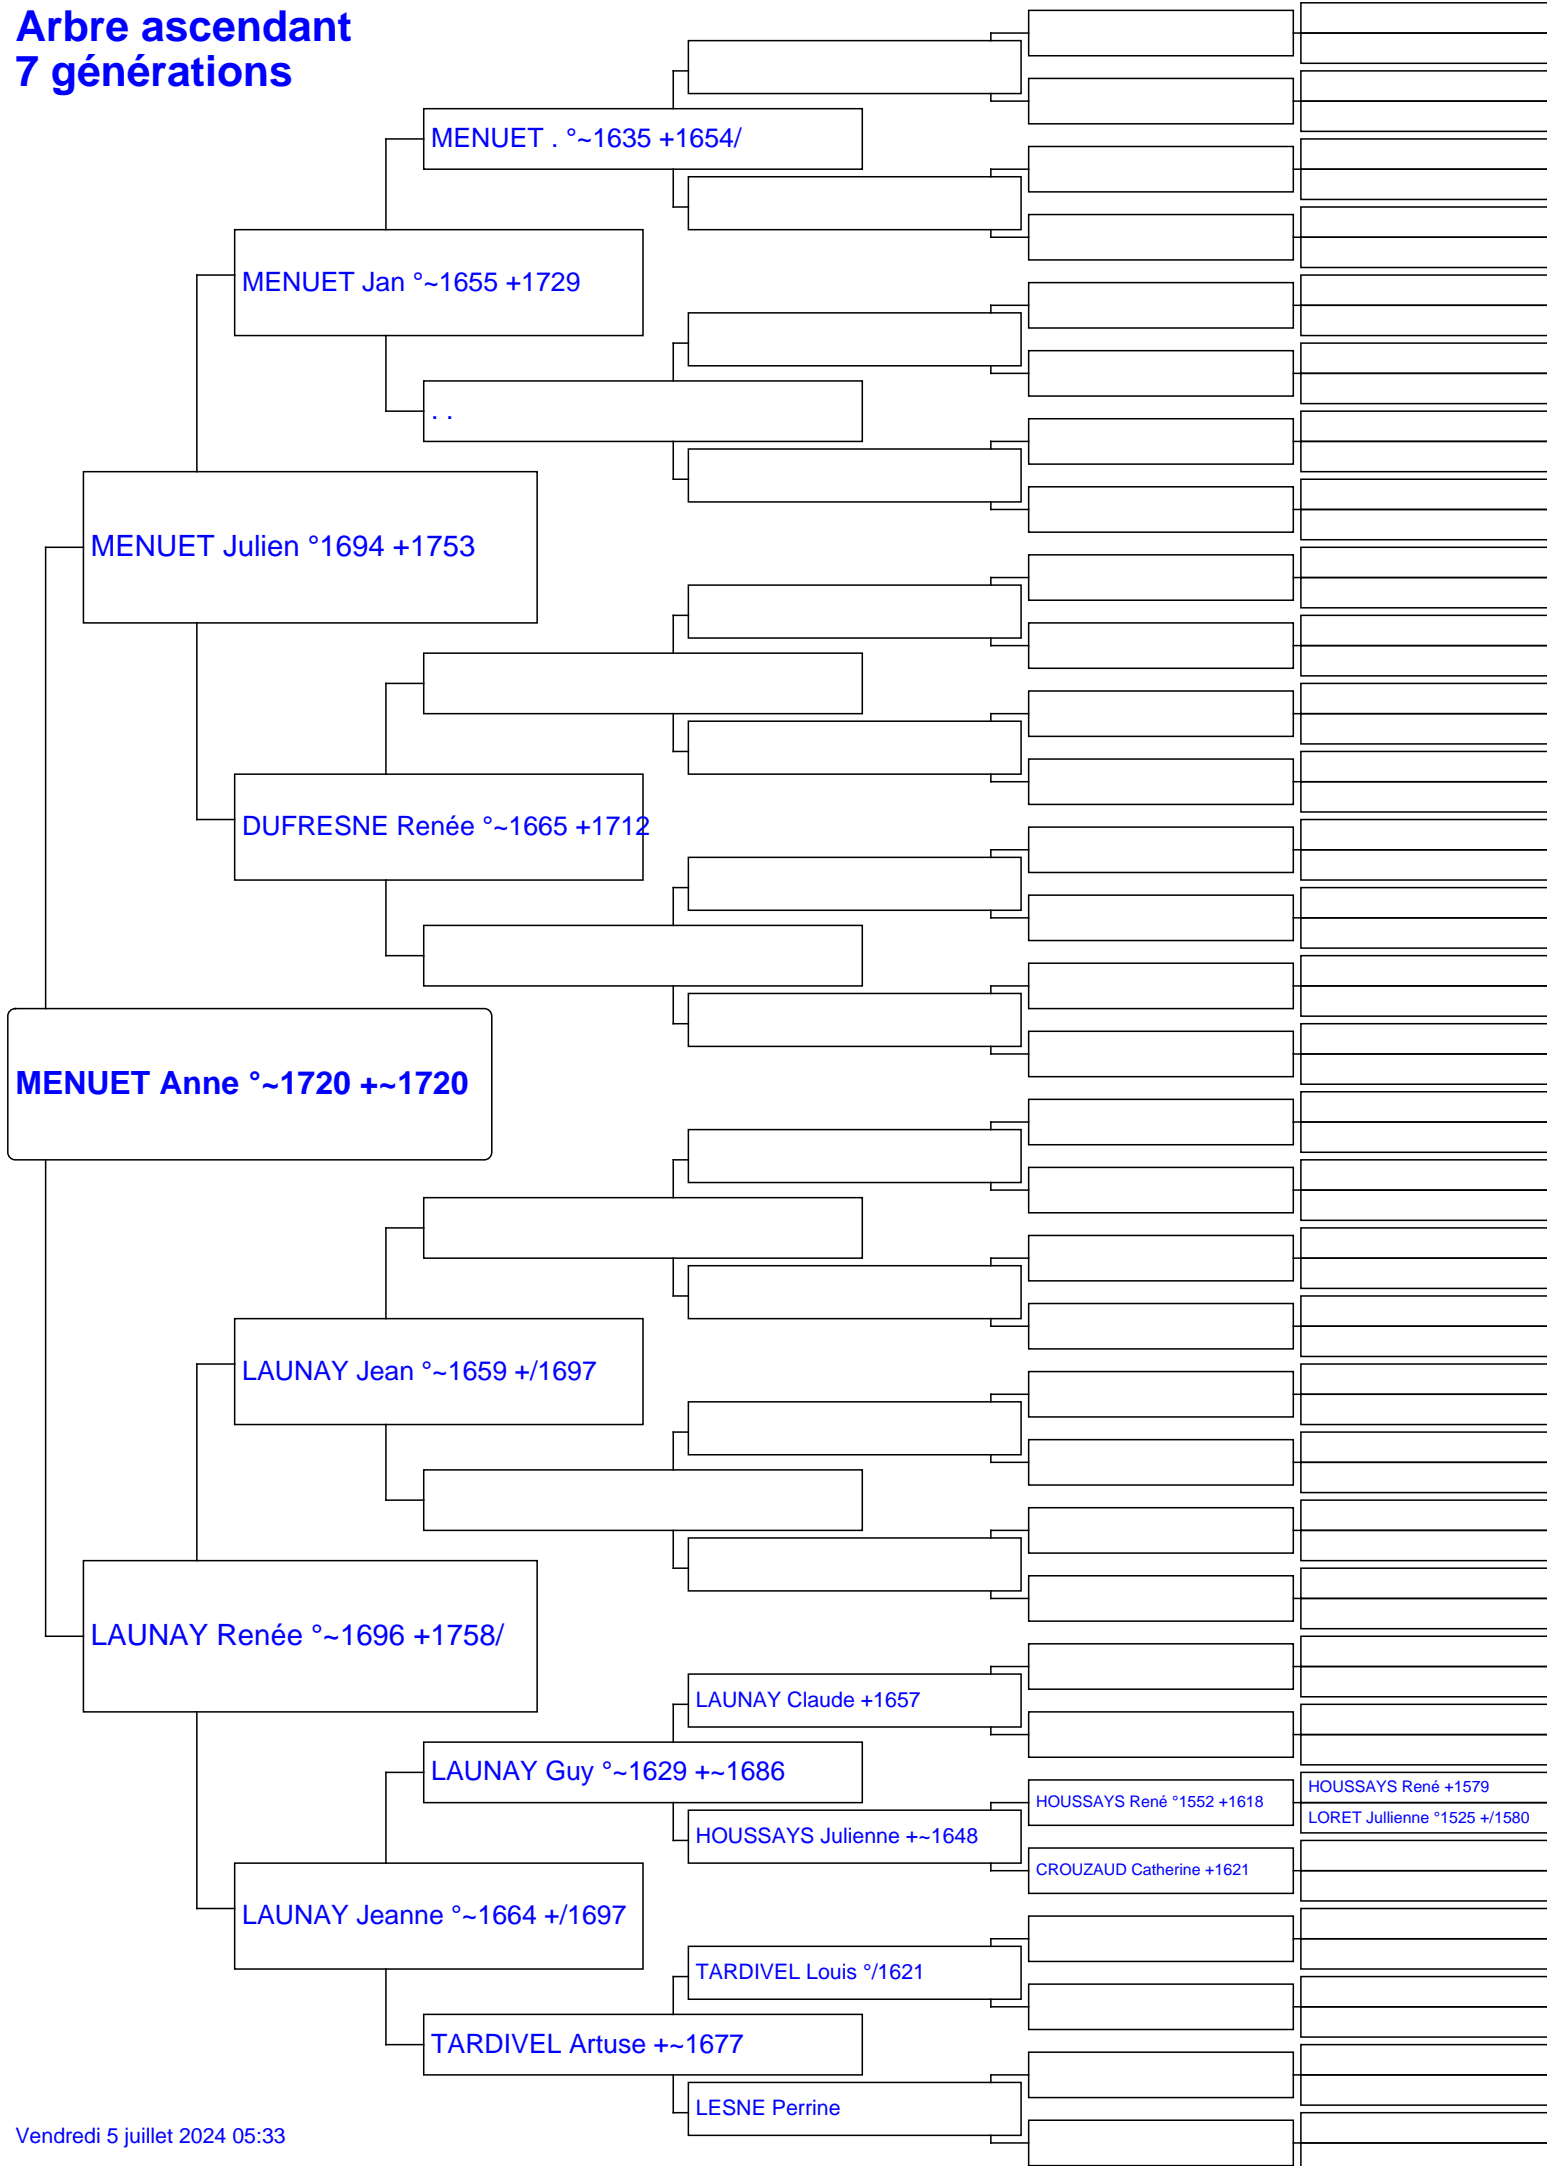 Arbre ascendant
7 générations
MENUET . °~1635 +1654/
MENUET Jan °~1655 +1729
. .
MENUET Julien °1694 +1753
DUFRESNE Renée °~1665 +1712
MENUET Anne °~1720 +~1720
LAUNAY Jean °~1659 +/1697
LAUNAY Renée °~1696 +1758/
LAUNAY Claude +1657
LAUNAY Guy °~1629 +~1686
HOUSSAYS René +1579
HOUSSAYS René °1552 +1618
LORET Jullienne °1525 +/1580
HOUSSAYS Julienne +~1648
CROUZAUD Catherine +1621
LAUNAY Jeanne °~1664 +/1697
TARDIVEL Louis °/1621
TARDIVEL Artuse +~1677
LESNE Perrine
Vendredi 5 juillet 2024 05:33